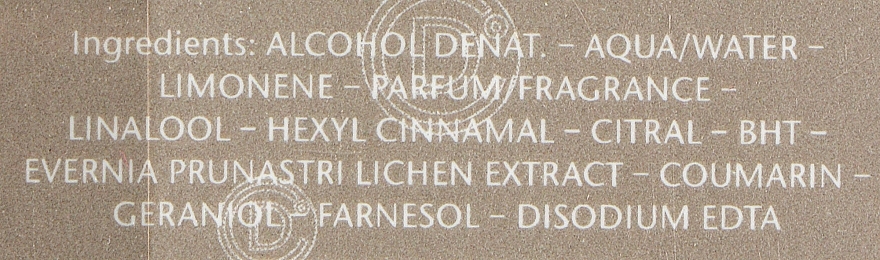 Ingredients: ALCOHOL DENAT. – AQUA/WATER –
LIMONENE – PARFUM/FRAGRANCE –
LINALOOL – HEXYL CINNAMAL – CITRAL – BHT –
EVERNIA PRUNASTRI LICHEN EXTRACT – COUMARIN –
GERANIOL – FARNESOL – DISODIUM EDTA